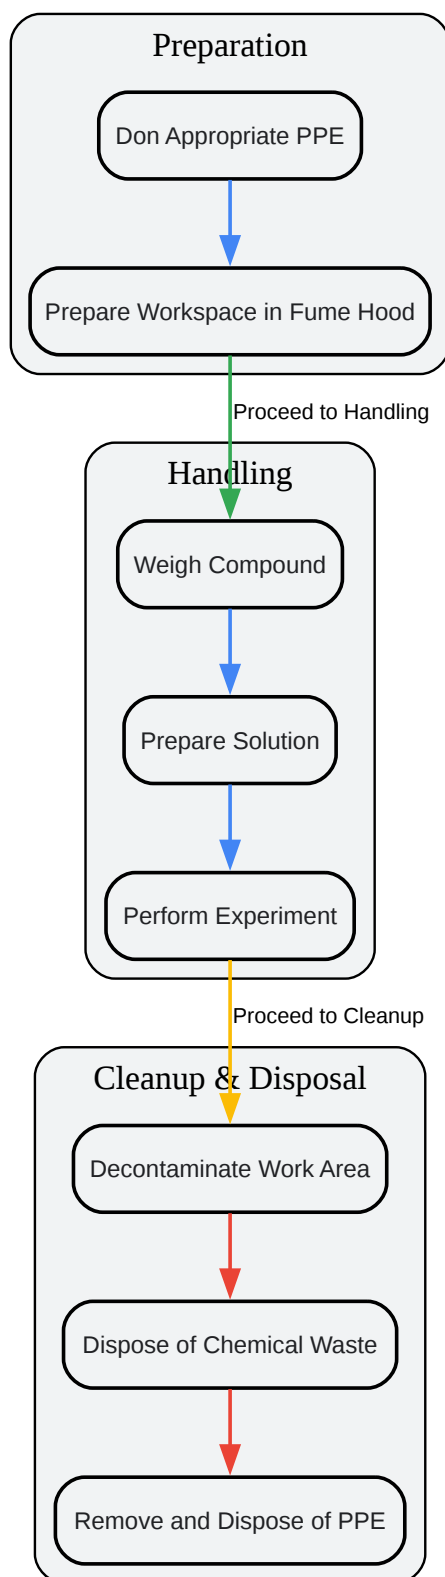 Preparation
Don Appropriate PPE
Prepare Workspace in Fume Hood
Proceed to Handling
Handling
Weigh Compound
Prepare Solution
Perform Experiment
Proceed to Cleanup
Cleanup & Disposal
Decontaminate Work Area
Dispose of Chemical Waste
Remove and Dispose of PPE